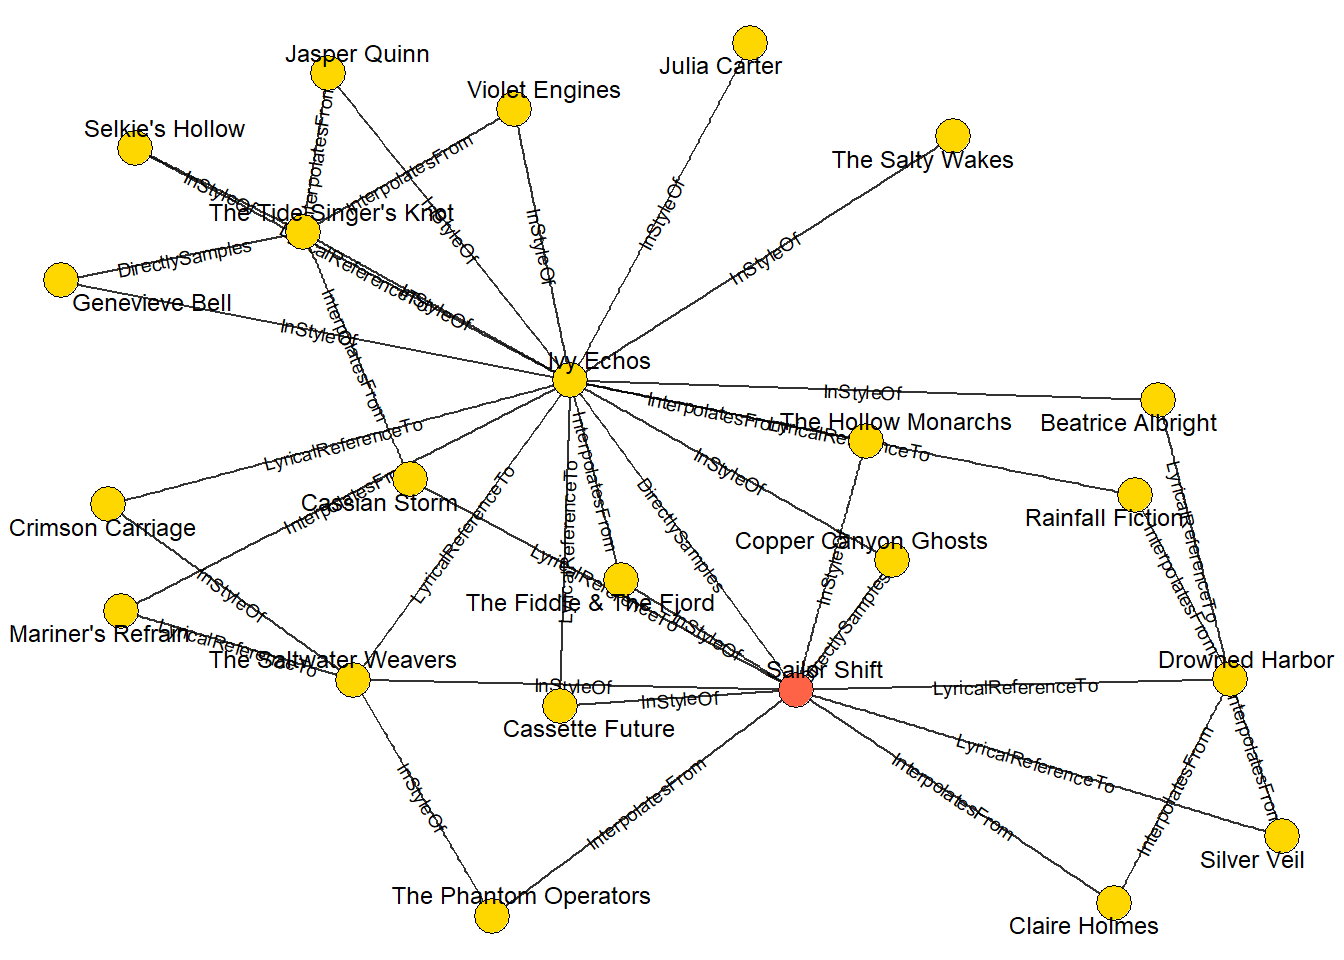 Jasper Quinn
Julia Carter
Violet Engines
Selkie's Hollow
The Salty Wakes
InterpolatesFrom
InterpolatesFrom
InStyleOf
The Tide Singer's Knot
InStyleOf
InStyleOf
InStyleOf
InStyleOf
DirectlySamples
LyricalReferenceTo
InStyleOf
Genevieve Bell
InStyleOf
InterpolatesFrom
Ivy Echos
InStyleOf
Beatrice Albright
InterpolatesFrom
The Hollow Monarchs
LyricalReferenceTo
LyricalReferenceTo
InterpolatesFrom
InterpolatesFrom
InStyleOf
Cassian Storm
LyricalReferenceTo
LyricalReferenceTo
DirectlySamples
LyricalReferenceTo
Crimson Carriage
Rainfall Fiction
Copper Canyon Ghosts
InStyleOf
InterpolatesFrom
InStyleOf
LyricalReferenceTo
The Fiddle & The Fjord
InStyleOf
DirectlySamples
Mariner's Refrain
LyricalReferenceTo
The Saltwater Weavers
Sailor Shift
Drowned Harbor
InStyleOf
InStyleOf
LyricalReferenceTo
Cassette Future
LyricalReferenceTo
InterpolatesFrom
InterpolatesFrom
InterpolatesFrom
InStyleOf
InterpolatesFrom
Silver Veil
The Phantom Operators
Claire Holmes